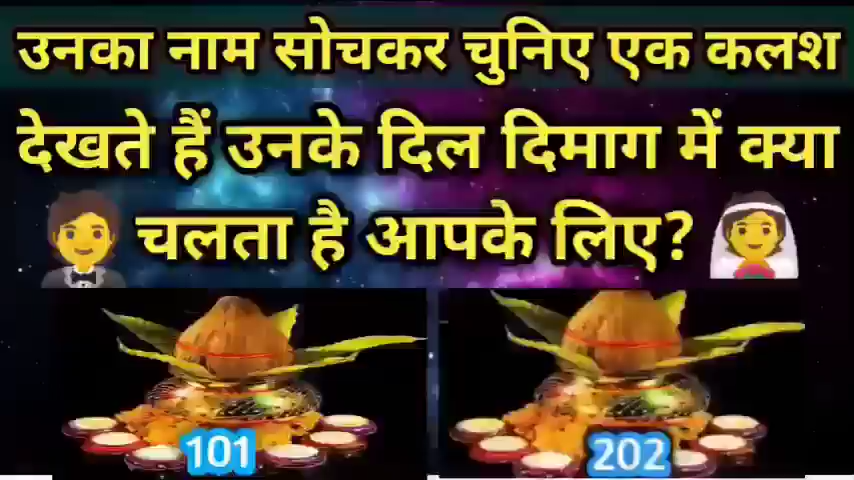 उनका नाम सोचकर चुनिए एक कलश
देखते हैं उनके दिल दिमाग में क्या
चलता है आपके लिए?
101
202